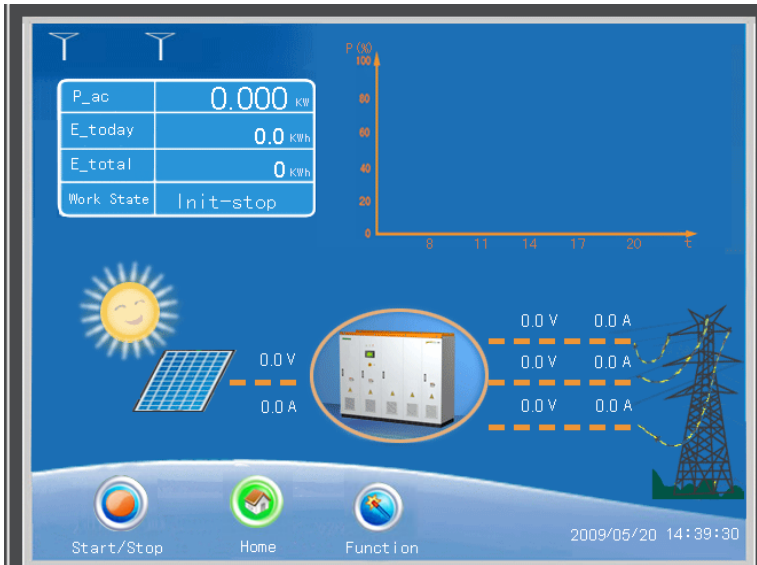 P (%)
100
80
60
40
20
0
8 11 14 17 20 t
P_ac 0.000 KW
E_today 0.0 KWh
E_total 0 KWh
Work State Init-stop
0.0 V
0.0 A
0.0 V 0.0 A
0.0 V 0.0 A
0.0 V 0.0 A
Start/Stop Home Function
2009/05/20 14:39:30